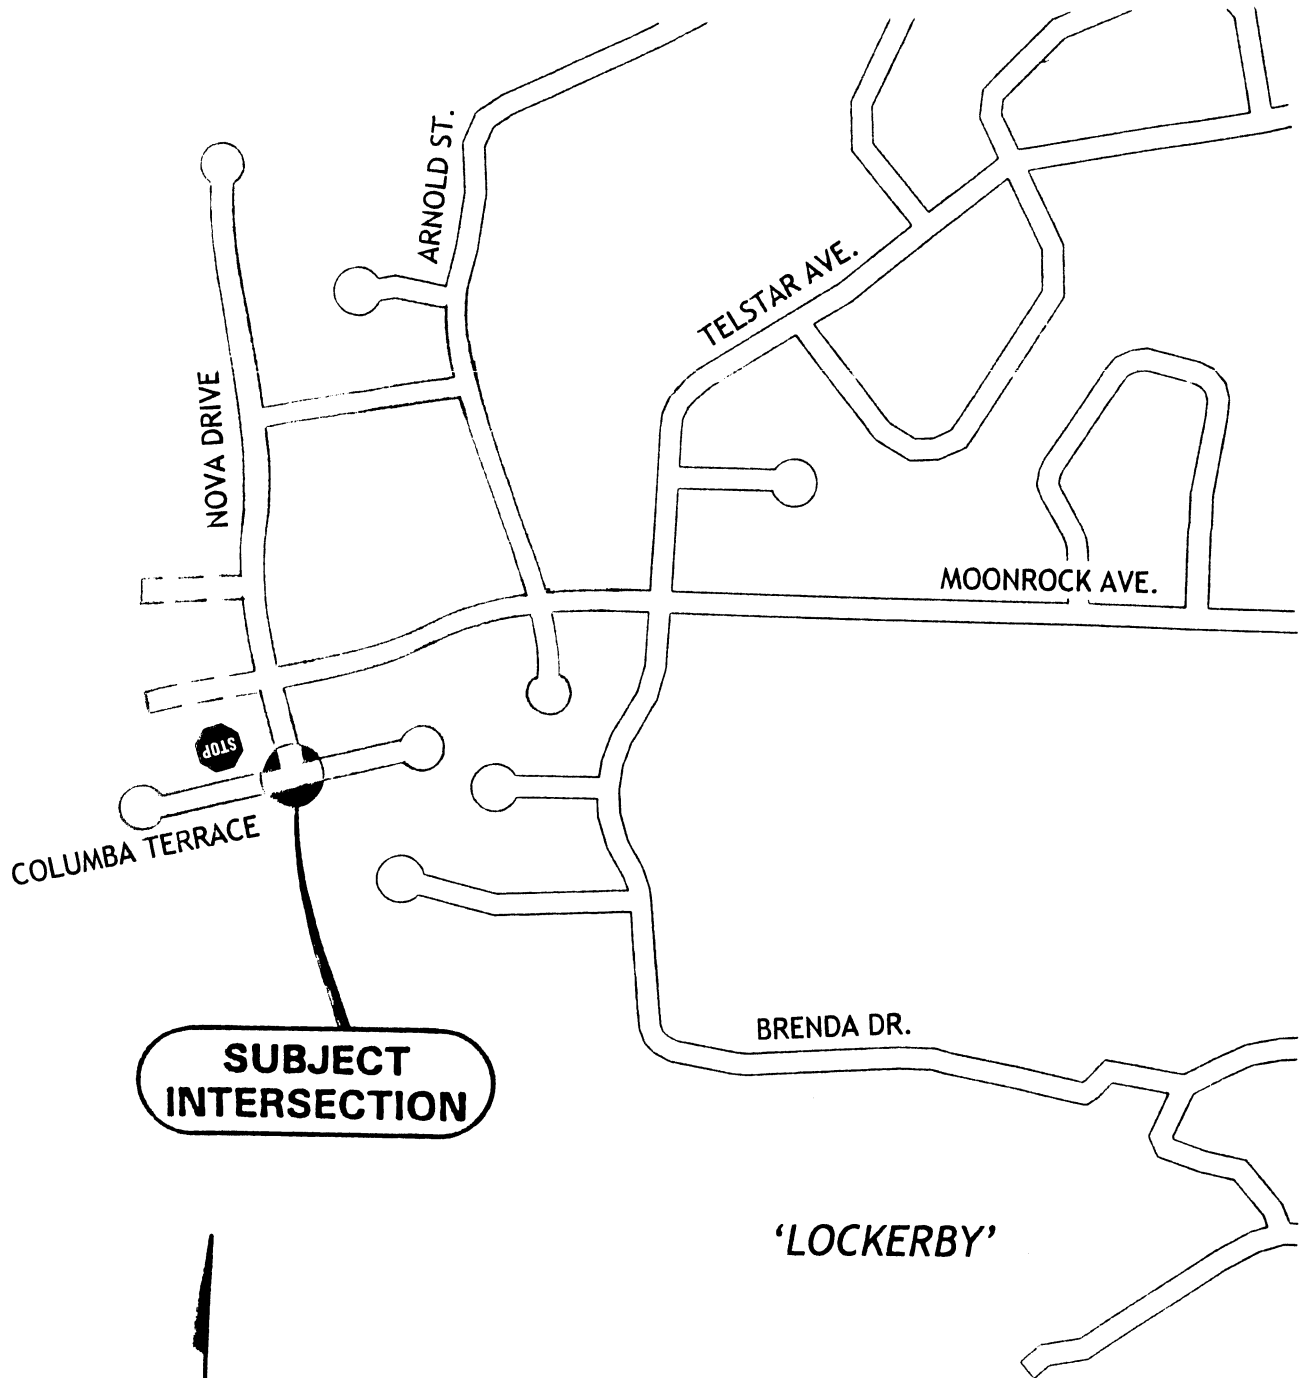 ARNOLD ST.
TELSTAR AVE.
NOVA DRIVE
MOONROCK AVE.
STOP
COLUMBA TERRACE
BRENDA DR.
SUBJECT
INTERSECTION
‘LOCKERBY’